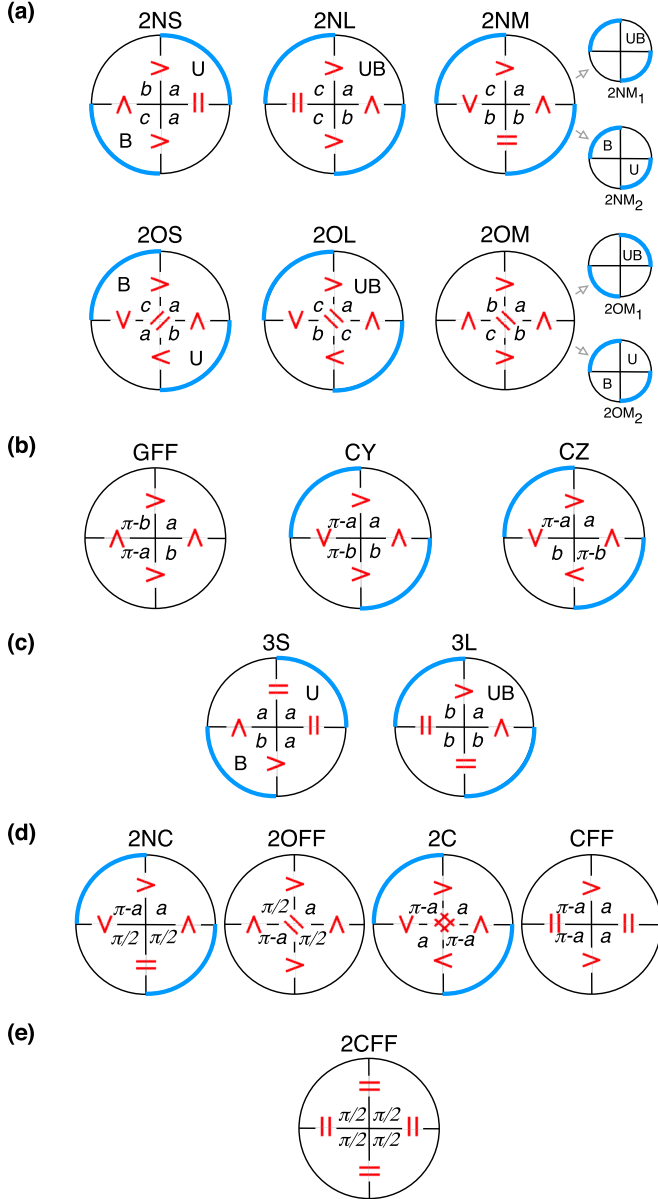 (a)
2NS 2NL 2NM
> U > UB > UB
b a c a c a 2NM1
< || || < V <
c a c b b b B
B > > = U
2NM2
2OS 2OL 2OM
B > > UB > UB
c a c a b a 2OM1
V // < V \\ < < \\ <
a b b c c b U
< U < > B
2OM2
(b)
GFF CY CZ
> > >
π-b a π-a a π-a a
< < V < V <
π-a b π-b b b π-b
> > <
(c)
3S 3L
= U > UB
a a b a
< || || <
b a b b
B > =
(d)
2NC 2OFF 2C CFF
> > > >
π-a a π/2 a π-a a π-a a
V < < // < V < || ||
π/2 π/2 π-a π/2 a π-a π-a a
= > < >
(e)
2CFF
=
π/2 π/2
|| ||
π/2 π/2
=